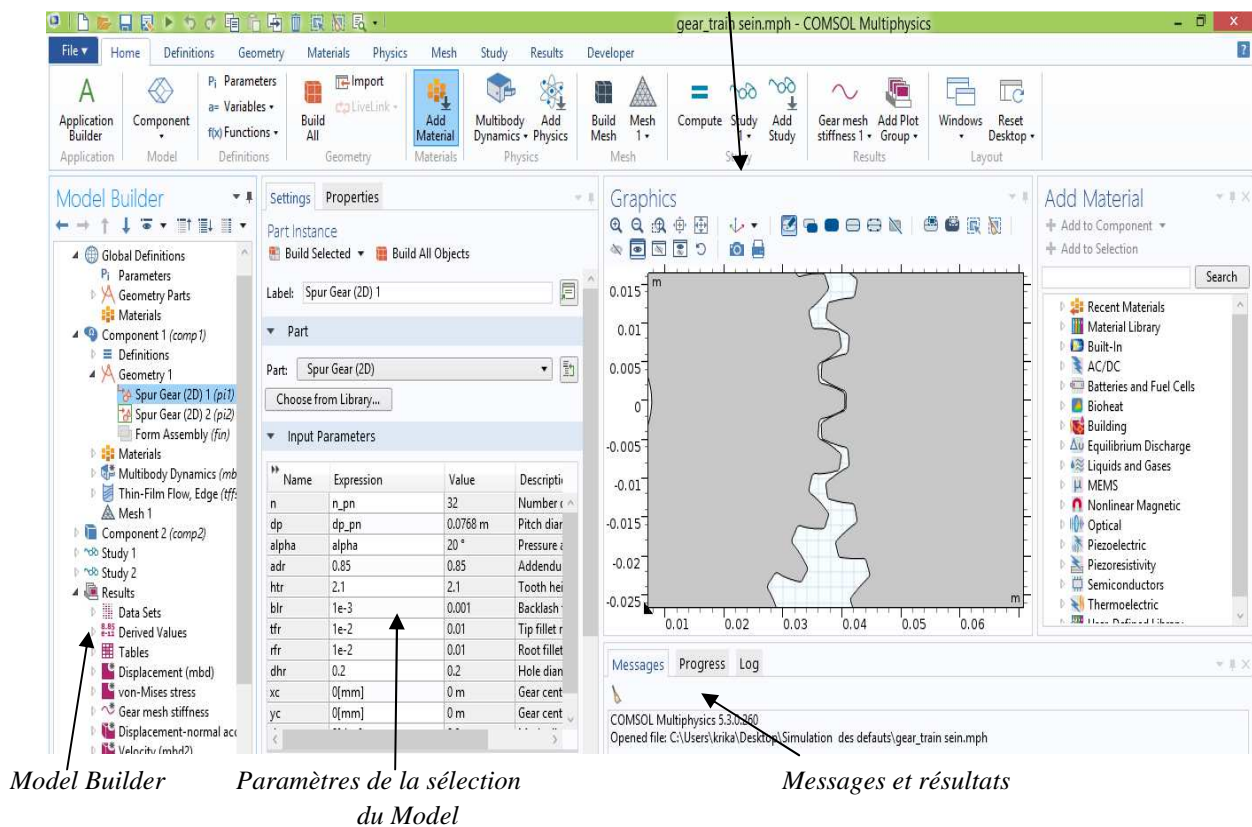 gear_train sein.mph - COMSOL Multiphysics
File Home Definitions Geometry Materials Physics Mesh Study Results Developer
Application Builder
Component
Pi Parameters
a= Variables
f(x) Functions
Build All
Import
LiveLink
Add Material
Multibody Dynamics
Add Physics
Build Mesh
Mesh 1
Compute
Study 1
Add Study
Gear mesh stiffness 1
Add Plot Group
Windows
Reset Desktop
Application Model Definitions Geometry Materials Physics Mesh Results Layout
Model Builder
Global Definitions
Pi Parameters
Geometry Parts
Materials
Component 1 (comp1)
Definitions
Geometry 1
Spur Gear (2D) 1 (pi1)
Spur Gear (2D) 2 (pi2)
Form Assembly (fin)
Materials
Multibody Dynamics (mb
Thin-Film Flow, Edge (tffs
Mesh 1
Component 2 (comp2)
Study 1
Study 2
Results
Data Sets
8.85 e-12 Derived Values
Tables
Displacement (mbd)
von-Mises stress
Gear mesh stiffness
Displacement-normal acc
Velocity (mbd2)
Settings Properties
Part Instance
Build Selected Build All Objects
Label: Spur Gear (2D) 1
Part
Part: Spur Gear (2D)
Choose from Library...
Input Parameters
Name Expression Value Descriptio
n n_pn 32 Number
dp dp_pn 0.0768 m Pitch diar
alpha alpha 20 ° Pressure a
adr 0.85 0.85 Addendu
htr 2.1 2.1 Tooth hei
blr 1e-3 0.001 Backlash
tfr 1e-2 0.01 Tip fillet r
rfr 1e-2 0.01 Root fillet
dhr 0.2 0.2 Hole dian
xc 0[mm] 0 m Gear cent
yc 0[mm] 0 m Gear cent
Graphics
m
0.015
0.01
0.005
0
-0.005
-0.01
-0.015
-0.02
-0.025
m
0.01 0.02 0.03 0.04 0.05 0.06
Messages Progress Log
COMSOL Multiphysics 5.3.0.260
Opened file: C:\Users\krika\Desktop\Simulation des defauts\gear_train sein.mph
Add Material
Add to Component
Add to Selection
Search
Recent Materials
Material Library
Built-In
AC/DC
Batteries and Fuel Cells
Bioheat
Building
Equilibrium Discharge
Liquids and Gases
MEMS
Nonlinear Magnetic
Optical
Piezoelectric
Piezoresistivity
Semiconductors
Thermoelectric
Model Builder
Paramètres de la sélection
du Model
Messages et résultats